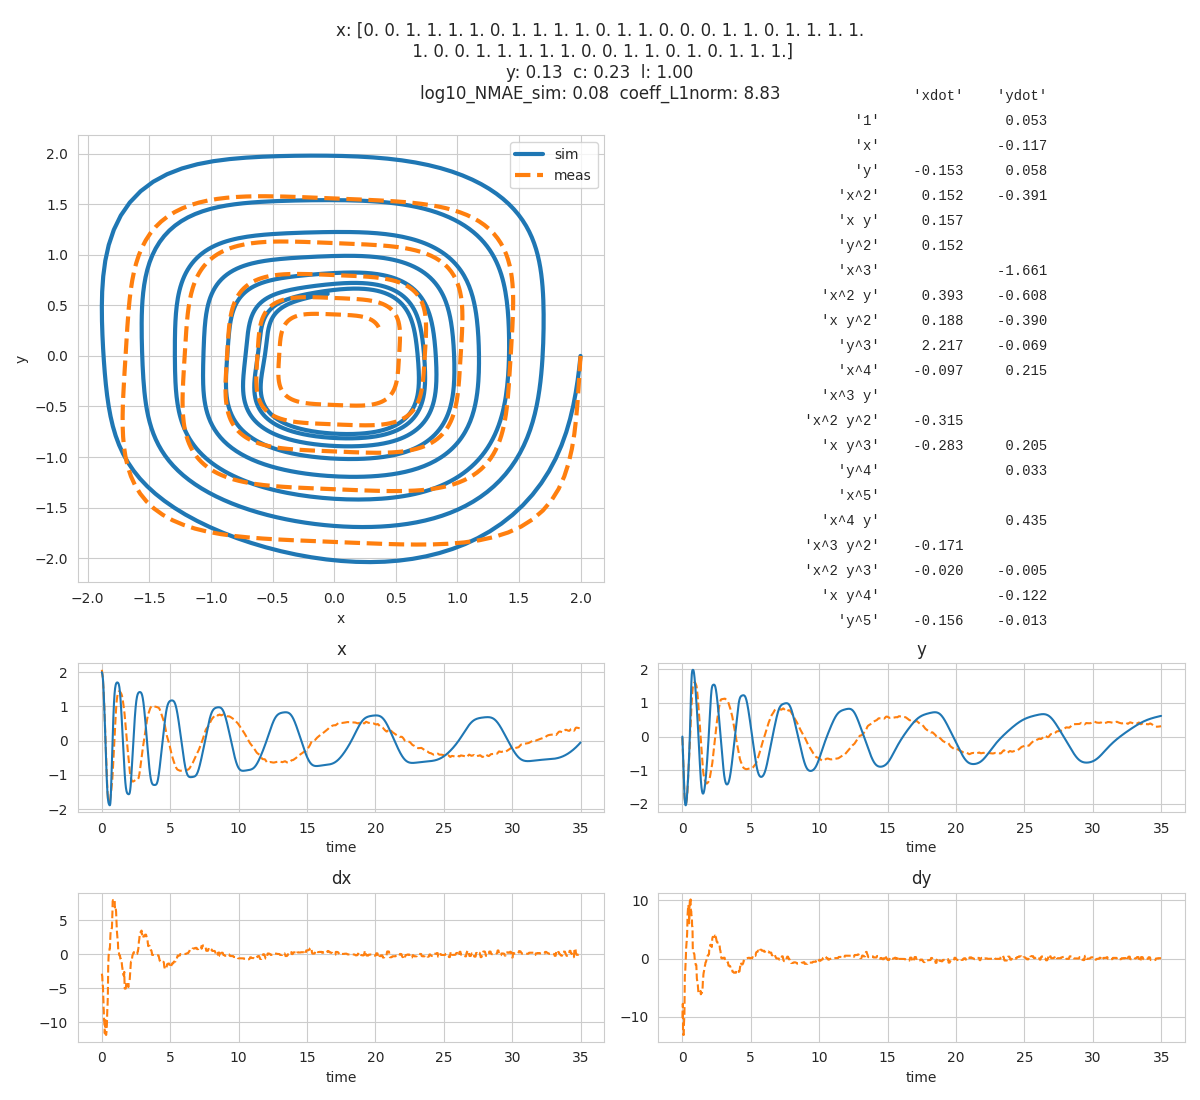 x: [0. 0. 1. 1. 1. 1. 0. 1. 1. 1. 1. 0. 1. 1. 0. 0. 0. 1. 1. 0. 1. 1. 1. 1.
1. 0. 0. 1. 1. 1. 1. 1. 0. 0. 1. 1. 0. 1. 0. 1. 1. 1.]
y: 0.13 c: 0.23 l: 1.00
log10_NMAE_sim: 0.08 coeff_L1norm: 8.83
'xdot' 'ydot'
'1' 0.053
'x' -0.117
'y' -0.153 0.058
'x^2' 0.152 -0.391
'x y' 0.157
'y^2' 0.152
'x^3' -1.661
'x^2 y' 0.393 -0.608
'x y^2' 0.188 -0.390
'y^3' 2.217 -0.069
'x^4' -0.097 0.215
'x^3 y'
'x^2 y^2' -0.315
'x y^3' -0.283 0.205
'y^4' 0.033
'x^5'
'x^4 y' 0.435
'x^3 y^2' -0.171
'x^2 y^3' -0.020 -0.005
'x y^4' -0.122
'y^5' -0.156 -0.013
sim
meas
2.0
1.5
1.0
0.5
0.0
−0.5
−1.0
−1.5
−2.0
y
−2.0 −1.5 −1.0 −0.5 0.0 0.5 1.0 1.5 2.0
x
x
2
1
0
−1
−2
0 5 10 15 20 25 30 35
time
y
2
1
0
−1
−2
0 5 10 15 20 25 30 35
time
dx
5
0
−5
−10
0 5 10 15 20 25 30 35
time
dy
10
0
−10
0 5 10 15 20 25 30 35
time